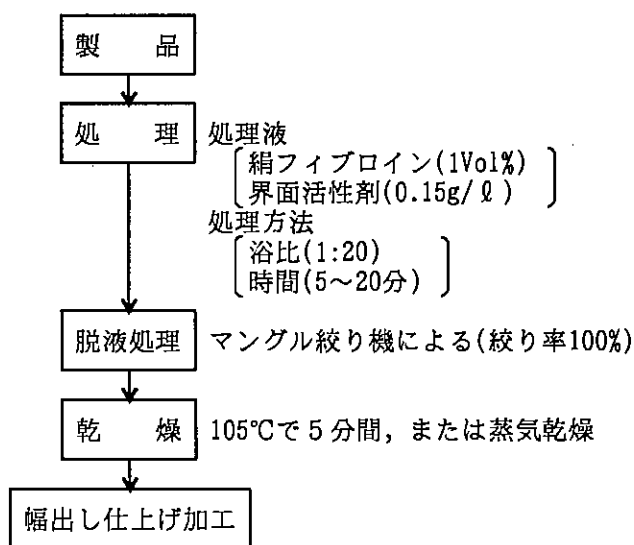 製　品
処　理
処理液
絹フィブロイン(1Vol%)
界面活性剤(0.15g/ℓ)
処理方法
浴比(1:20)
時間(5～20分)
脱液処理
マングル絞り機による(絞り率100%)
乾　燥
105℃で5分間, または蒸気乾燥
幅出し仕上げ加工